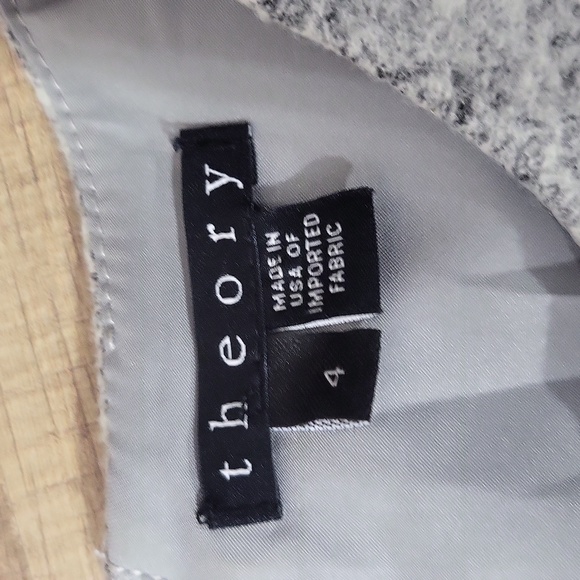 theory
MADE IN
USA OF
IMPORTED
FABRIC
4